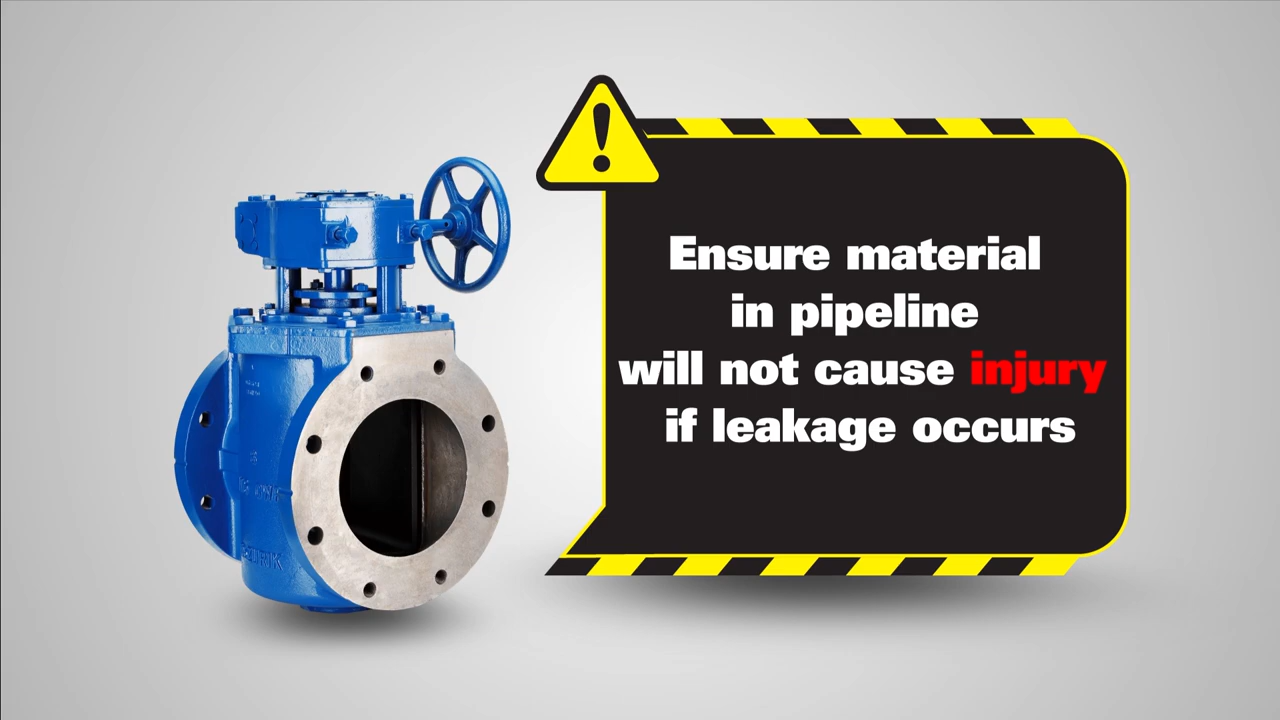 Ensure material
in pipeline
will not cause injury
if leakage occurs